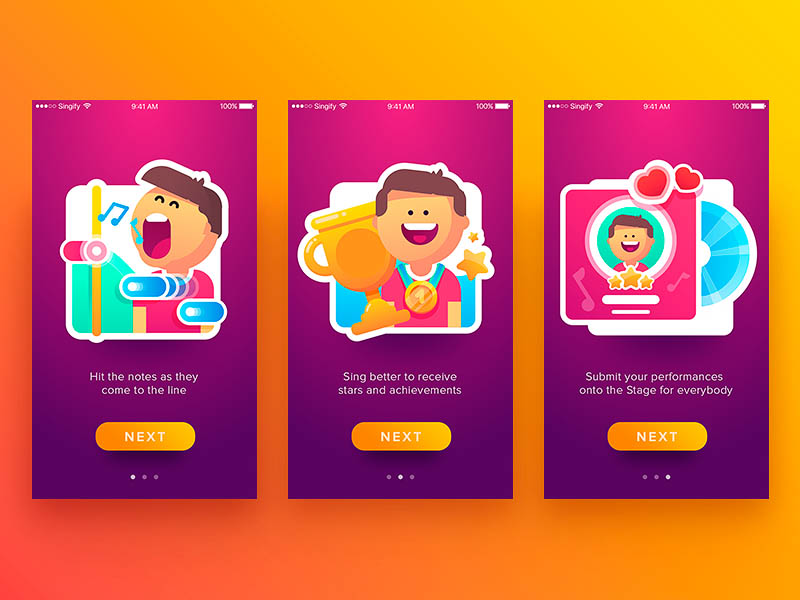 Singify 9:41 AM 100%
Hit the notes as they
come to the line
NEXT
Singify 9:41 AM 100%
1
Sing better to receive
stars and achievements
NEXT
Singify 9:41 AM 100%
Submit your performances
onto the Stage for everybody
NEXT